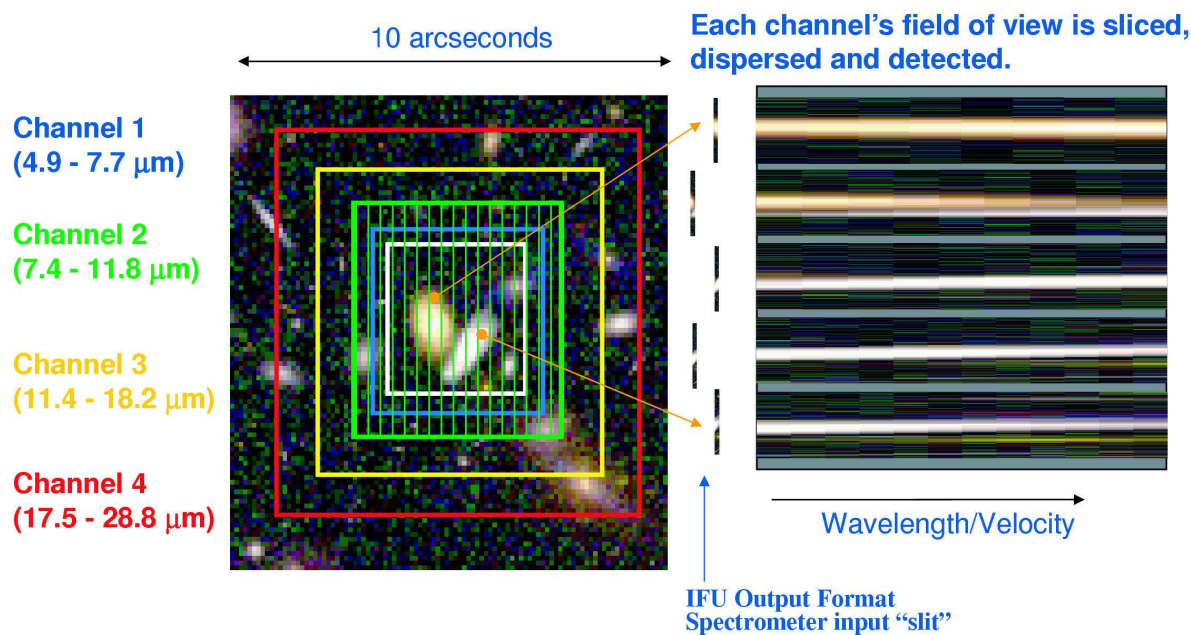 10 arcseconds
Each channel's field of view is sliced,
dispersed and detected.
Channel 1
(4.9 - 7.7 μm)
Channel 2
(7.4 - 11.8 μm)
Channel 3
(11.4 - 18.2 μm)
Channel 4
(17.5 - 28.8 μm)
Wavelength/Velocity
IFU Output Format
Spectrometer input “slit”